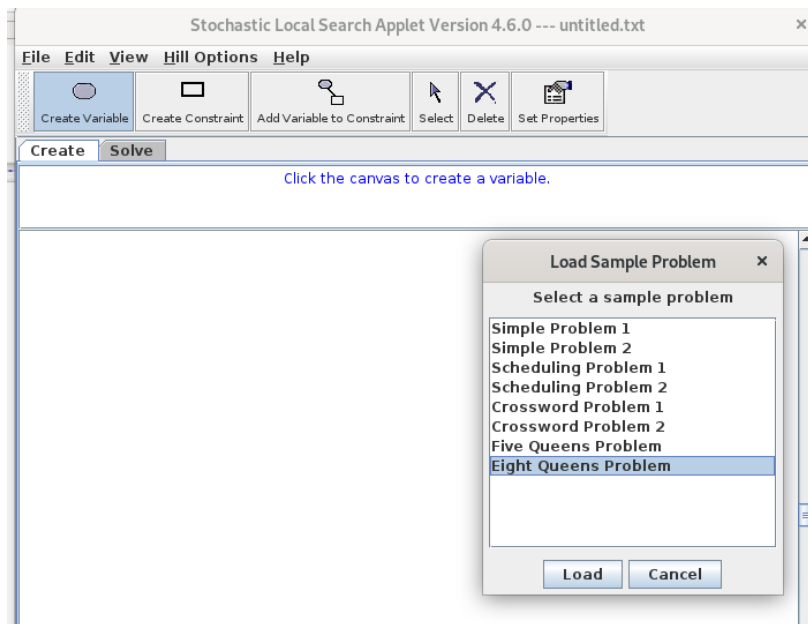 Stochastic Local Search Applet Version 4.6.0 --- untitled.txt ×
File Edit View Hill Options Help
Create Variable Create Constraint Add Variable to Constraint Select Delete Set Properties
Create Solve
Click the canvas to create a variable.
Load Sample Problem ×
Select a sample problem
Simple Problem 1
Simple Problem 2
Scheduling Problem 1
Scheduling Problem 2
Crossword Problem 1
Crossword Problem 2
Five Queens Problem
Eight Queens Problem
Load Cancel